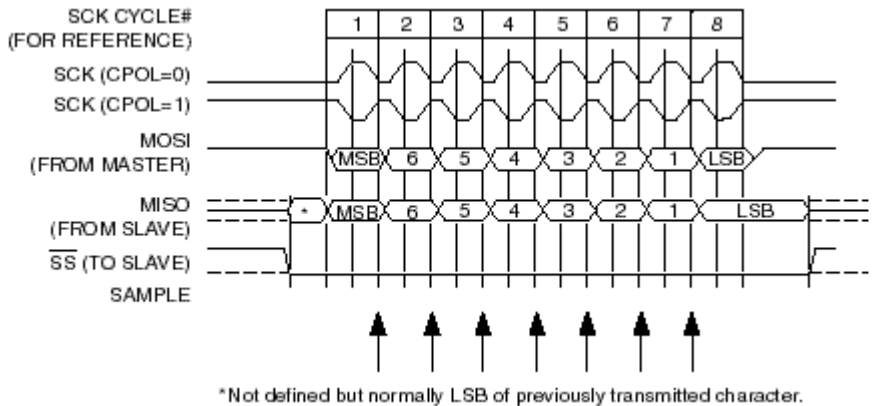 SCK CYCLE#
(FOR REFERENCE)
1 2 3 4 5 6 7 8
SCK (CPOL=0)
SCK (CPOL=1)
MOSI
(FROM MASTER)
MSB 6 5 4 3 2 1 LSB
MISO
(FROM SLAVE)
* MSB 6 5 4 3 2 1 LSB
SS (TO SLAVE)
SAMPLE
*Not defined but normally LSB of previously transmitted character.